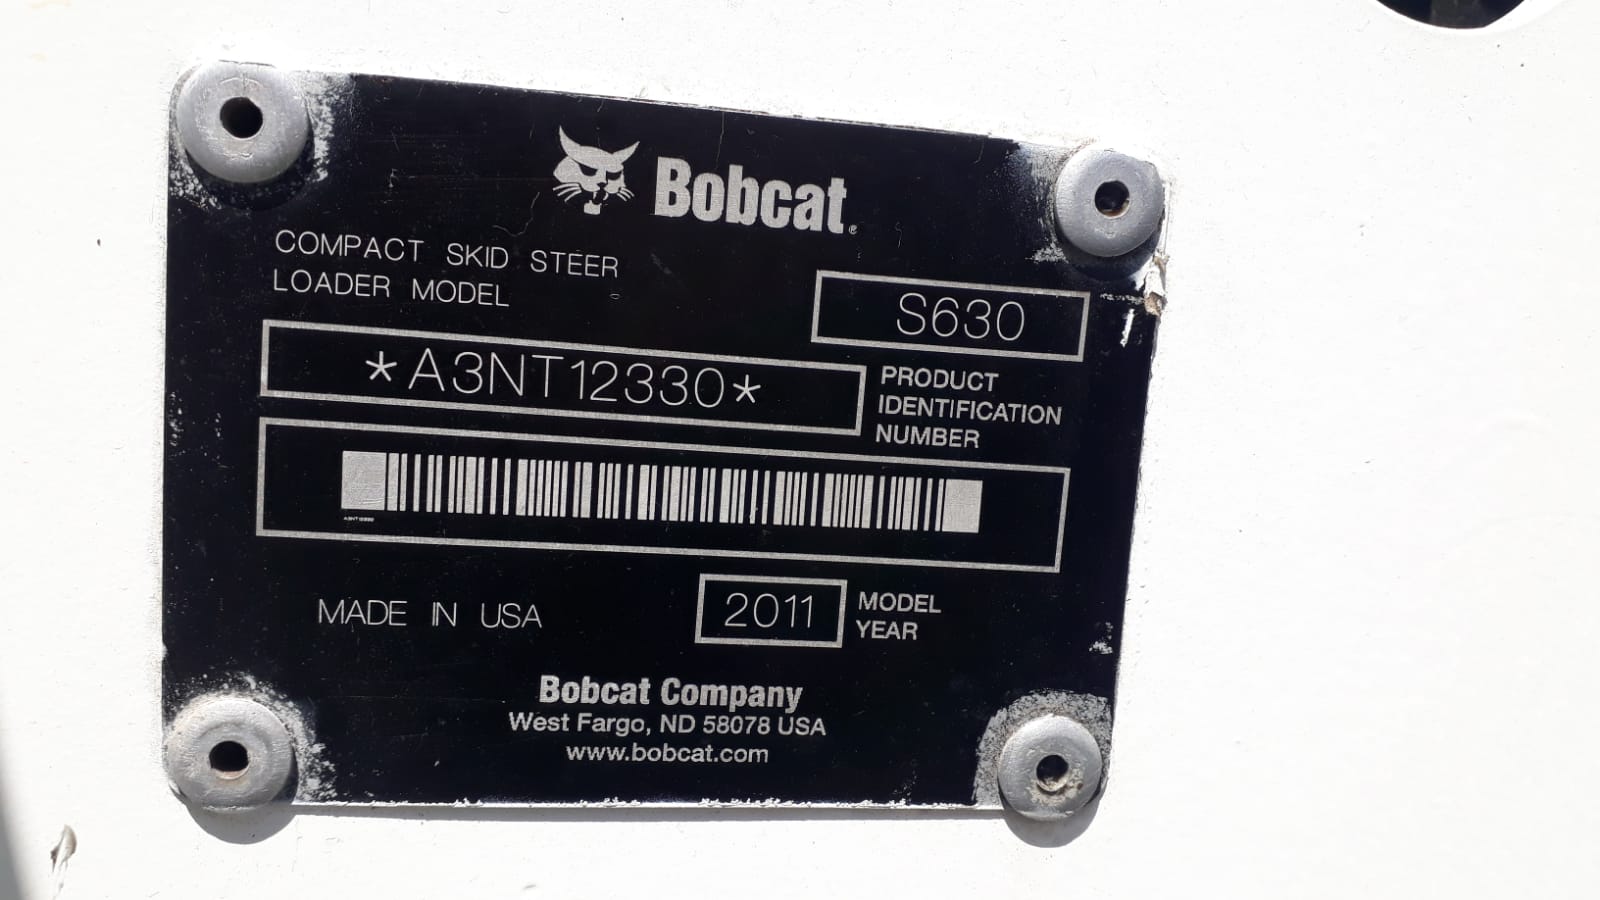 Bobcat®
COMPACT SKID STEER
LOADER MODEL
S630
*A3NT12330*
PRODUCT
IDENTIFICATION
NUMBER
A3NT12330
MADE IN USA
2011
MODEL
YEAR
Bobcat Company
West Fargo, ND 58078 USA
www.bobcat.com